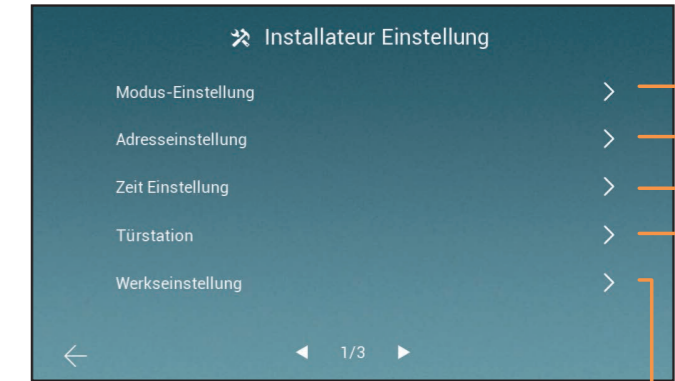 Installateur Einstellung
Modus-Einstellung
Adresseinstellung
Zeit Einstellung
Türstation
Werkseinstellung
1/3